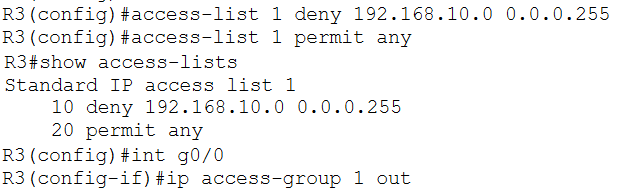 R3(config)#access-list 1 deny 192.168.10.0 0.0.0.255
R3(config)#access-list 1 permit any
R3#show access-lists
Standard IP access list 1
    10 deny 192.168.10.0 0.0.0.255
    20 permit any
R3(config)#int g0/0
R3(config-if)#ip access-group 1 out